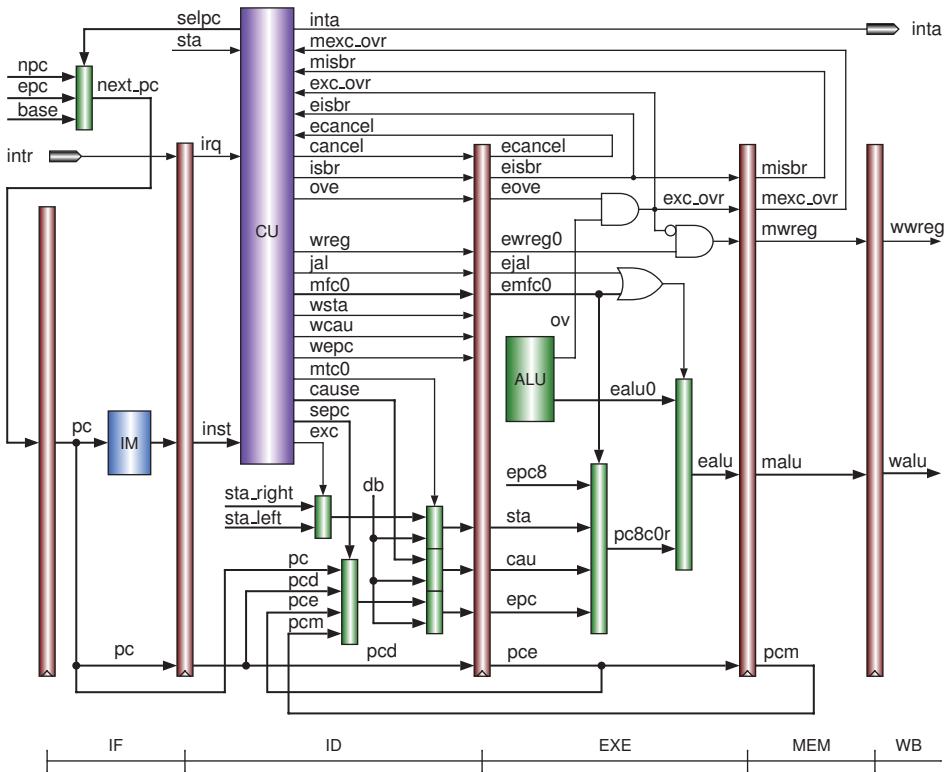 selpc
inta
inta
sta
mexc_ovr
misbr
npc
next_pc
exc_ovr
epc
eisbr
base
ecancel
intr
irq
cancel
ecancel
isbr
eisbr
misbr
ove
eove
exc_ovr
mexc_ovr
CU
wreg
ewreg0
mwreg
wwreg
jal
ejal
mfc0
emfc0
wsta
ov
wcau
wepc
mtc0
ALU
cause
ealu0
sepc
pc
IM
inst
exc
ealu
malu
walu
sta_right
db
epc8
sta_left
sta
pc8c0r
pc
cau
pcd
pce
epc
pcm
pc
pcd
pce
pcm
IF
ID
EXE
MEM
WB